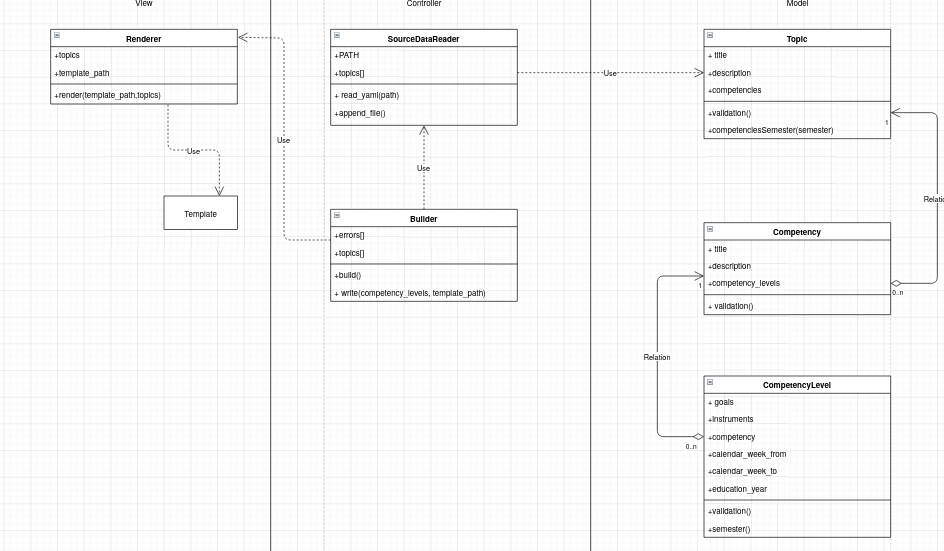 View
Controller
Model
Renderer
+topics
+template_path
+render(template_path,topics)
Use
Template
Use
SourceDataReader
+PATH
+topics[]
+ read_yaml(path)
+append_file()
Use
Use
Builder
+errors[]
+topics[]
+build()
+ write(competency_levels, template_path)
Topic
+ title
+description
+competencies
+validation()
+competenciesSemester(semester)
1
Competency
+ title
+description
+competency_levels
+ validation()
1
0..n
Relation
0..n
CompetencyLevel
+ goals
+instruments
+competency
+calendar_week_from
+calendar_week_to
+education_year
+validation()
+semester()